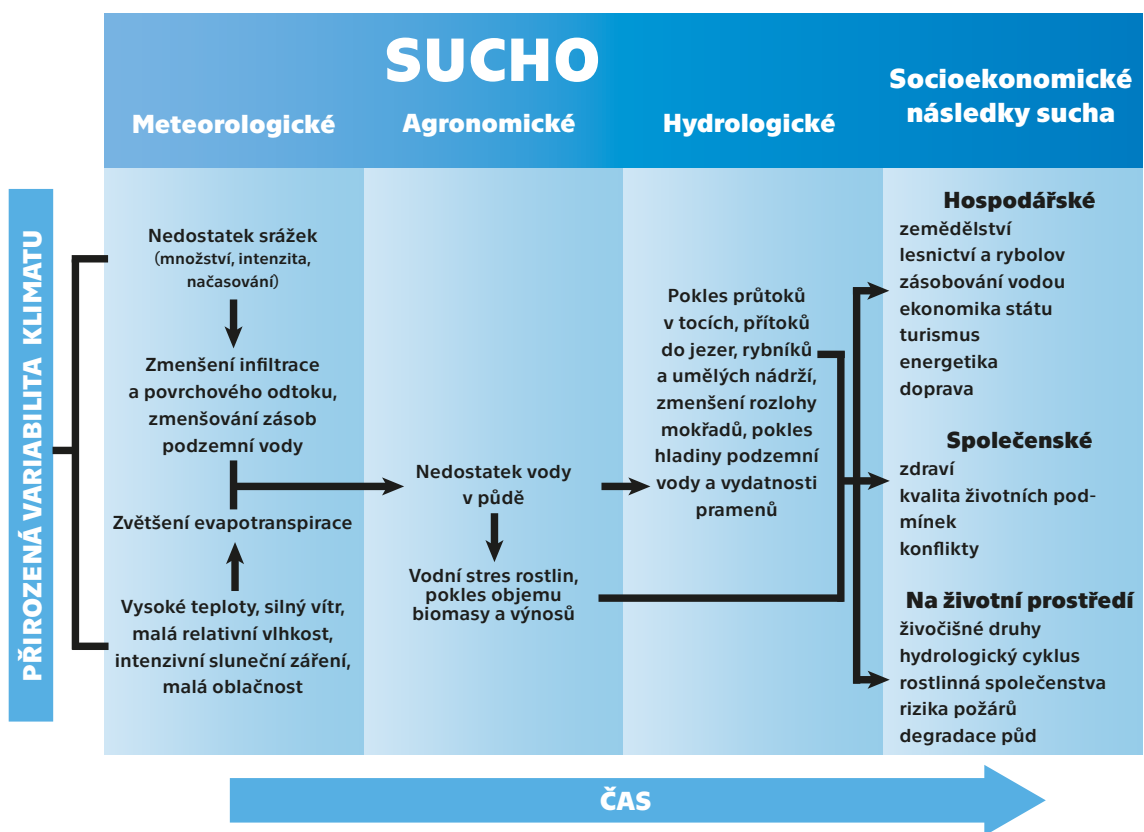 SUCHO
Meteorologické
Agronomické
Hydrologické
Socioekonomické
následky sucha
PŘIROZENÁ VARIABILITA KLIMATU
Nedostatek srážek
(množství, intenzita,
načasování)
Zmenšení infiltrace
a povrchového odtoku,
zmenšování zásob
podzemní vody
Zvětšení evapotranspirace
Vysoké teploty, silný vítr,
malá relativní vlhkost,
intenzivní sluneční záření,
malá oblačnost
Nedostatek vody
v půdě
Vodní stres rostlin,
pokles objemu
biomasy a výnosů
Pokles průtoků
v tocích, přítoků
do jezer, rybníků
a umělých nádrží,
zmenšení rozlohy
mokřadů, pokles
hladiny podzemní
vody a vydatnosti
pramenů
Hospodářské
zemědělství
lesnictví a rybolov
zásobování vodou
ekonomika státu
turismus
energetika
doprava
Společenské
zdraví
kvalita životních pod-
mínek
konflikty
Na životní prostředí
živočišné druhy
hydrologický cyklus
rostlinná společenstva
rizika požárů
degradace půd
ČAS